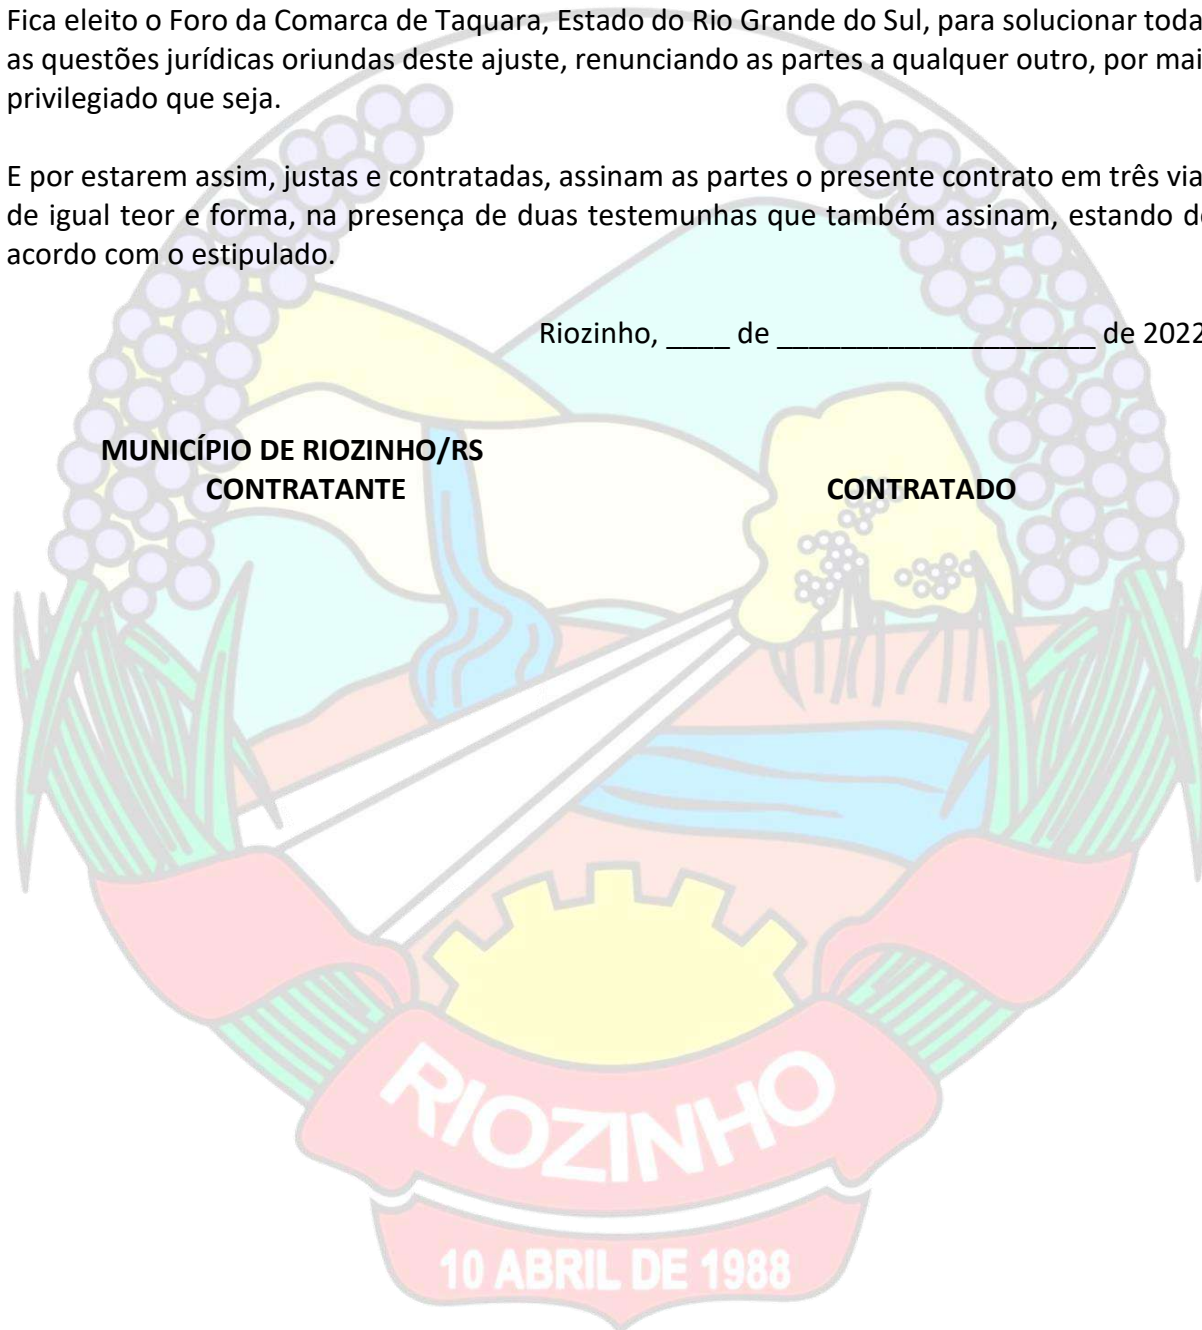 Fica eleito o Foro da Comarca de Taquara, Estado do Rio Grande do Sul, para solucionar toda
as questões jurídicas oriundas deste ajuste, renunciando as partes a qualquer outro, por mai
privilegiado que seja.
E por estarem assim, justas e contratadas, assinam as partes o presente contrato em três via
de igual teor e forma, na presença de duas testemunhas que também assinam, estando de
acordo com o estipulado.
Riozinho, ____ de ____________________ de 2022
MUNICÍPIO DE RIOZINHO/RS
CONTRATANTE CONTRATADO
RIOZINHO
10 ABRIL DE 1988